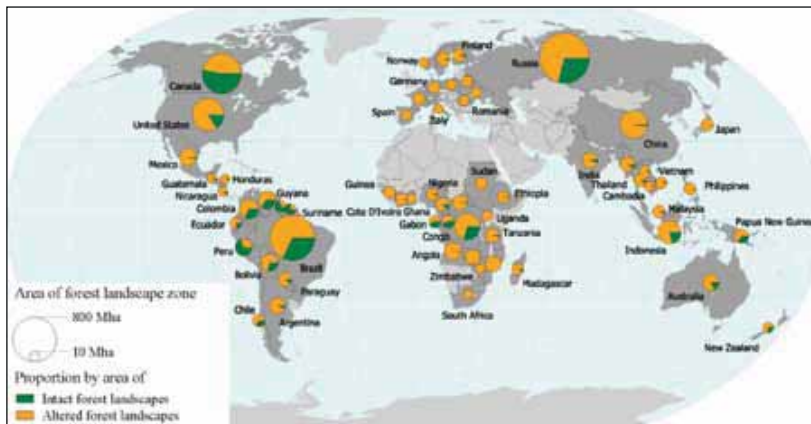 Finland
Norway
Russia
Canada
Germany
United States
Spain
Italy
Romania
Japan
China
Mexico
Honduras
Guatemala
Nicaragua
Guyana
Colombia
Suriname
Ecuador
Peru
Brazil
Bolivia
Paraguay
Chile
Argentina
Sudan
Guinea
Nigeria
Ethiopia
Cote D'Ivoire
Ghana
Uganda
Gabon
Congo
Tanzania
Angola
Zimbabwe
Madagascar
South Africa
India
Vietnam
Thailand
Philippines
Cambodia
Malaysia
Papua New Guinea
Indonesia
Australia
New Zealand
Area of forest landscape zone
800 Mha
10 Mha
Proportion by area of
Intact forest landscapes
Altered forest landscapes